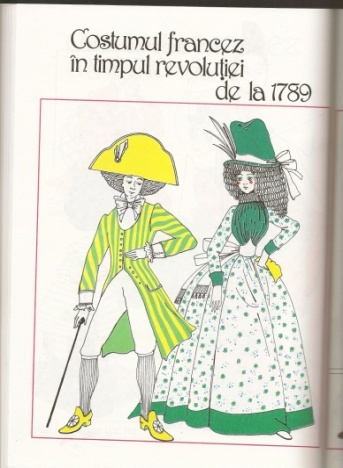 Costumul francez
în timpul revoluției
de la 1789